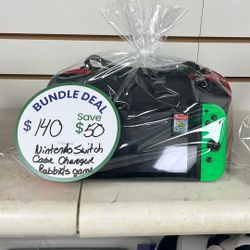 BUNDLE DEAL
$140 Save $50
Nintendo Switch
Case Charger
Rabbids game